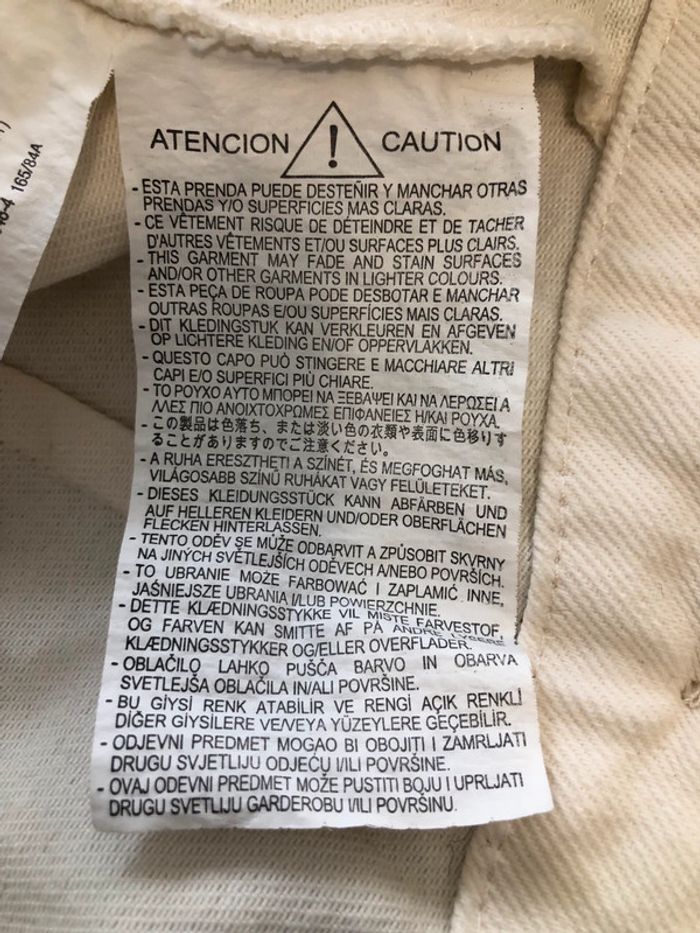 165/84A
ATENCION ! CAUTION
- ESTA PRENDA PUEDE DESTEÑIR Y MANCHAR OTRAS
PRENDAS Y/O SUPERFICIES MAS CLARAS.
- CE VÊTEMENT RISQUE DE DÉTEINDRE ET DE TACHER
D'AUTRES VÊTEMENTS ET/OU SURFACES PLUS CLAIRS.
- THIS GARMENT MAY FADE AND STAIN SURFACES
AND/OR OTHER GARMENTS IN LIGHTER COLOURS.
- ESTA PEÇA DE ROUPA PODE DESBOTAR E MANCHAR
OUTRAS ROUPAS E/OU SUPERFÍCIES MAIS CLARAS.
- DIT KLEDINGSTUK KAN VERKLEUREN EN AFGEVEN
OP LICHTERE KLEDING EN/OF OPPERVLAKKEN.
- QUESTO CAPO PUÒ STINGERE E MACCHIARE ALTRI
CAPI E/O SUPERFICI PIÙ CHIARE.
- ΤΟ ΡΟΥΧΟ ΑΥΤΟ ΜΠΟΡΕΙ ΝΑ ΞΕΒΑΨΕΙ ΚΑΙ ΝΑ ΛΕΡΩΣΕΙ Α
ΛΛΕΣ ΠΙΟ ΑΝΟΙΧΤΟΧΡΩΜΕΣ ΕΠΙΦΑΝΕΙΕΣ Η/ΚΑΙ ΡΟΥΧΑ.
- この製品は色落ち、または淡い色の衣類や表面に色移りす
ることがありますのでご注意ください。
- A RUHA ERESZTHETI A SZÍNÉT, ÉS MEGFOGHAT MÁS,
VILÁGOSABB SZÍNŰ RUHÁKAT VAGY FELÜLETEKET.
- DIESES KLEIDUNGSSTÜCK KANN ABFÄRBEN UND
AUF HELLEREN KLEIDERN UND/ODER OBERFLÄCHEN
FLECKEN HINTERLASSEN.
- TENTO ODĚV SE MŮŽE ODBARVIT A ZPŮSOBIT SKVRNY
NA JINÝCH SVĚTLEJŠÍCH ODĚVECH A/NEBO POVRŠÍCH.
- TO UBRANIE MOŻE FARBOWAĆ I ZAPLAMIĆ INNE,
JAŚNIEJSZE UBRANIA I/LUB POWIERZCHNIE.
- DETTE KLÆDNINGSSTYKKE VIL MISTE FARVESTOF,
OG FARVEN KAN SMITTE AF PÅ ANDRE LYSERE
KLÆDNINGSSTYKKER OG/ELLER OVERFLADER.
- OBLAČILO LAHKO PUŠČA BARVO IN OBARVA
SVETLEJŠA OBLAČILA IN/ALI POVRŠINE.
- BU GİYSİ RENK ATABİLİR VE RENGİ AÇIK RENKLİ
DİĞER GİYSİLERE VE/VEYA YÜZEYLERE GEÇEBİLİR.
- ODJEVNI PREDMET MOGAO BI OBOJITI I ZAMRLJATI
DRUGU SVJETLIJU ODJEĆU I/ILI POVRŠINE.
- OVAJ ODEVNI PREDMET MOŽE PUSTITI BOJU I UPRLJATI
DRUGU SVETLIJU GARDEROBU I/ILI POVRŠINU.